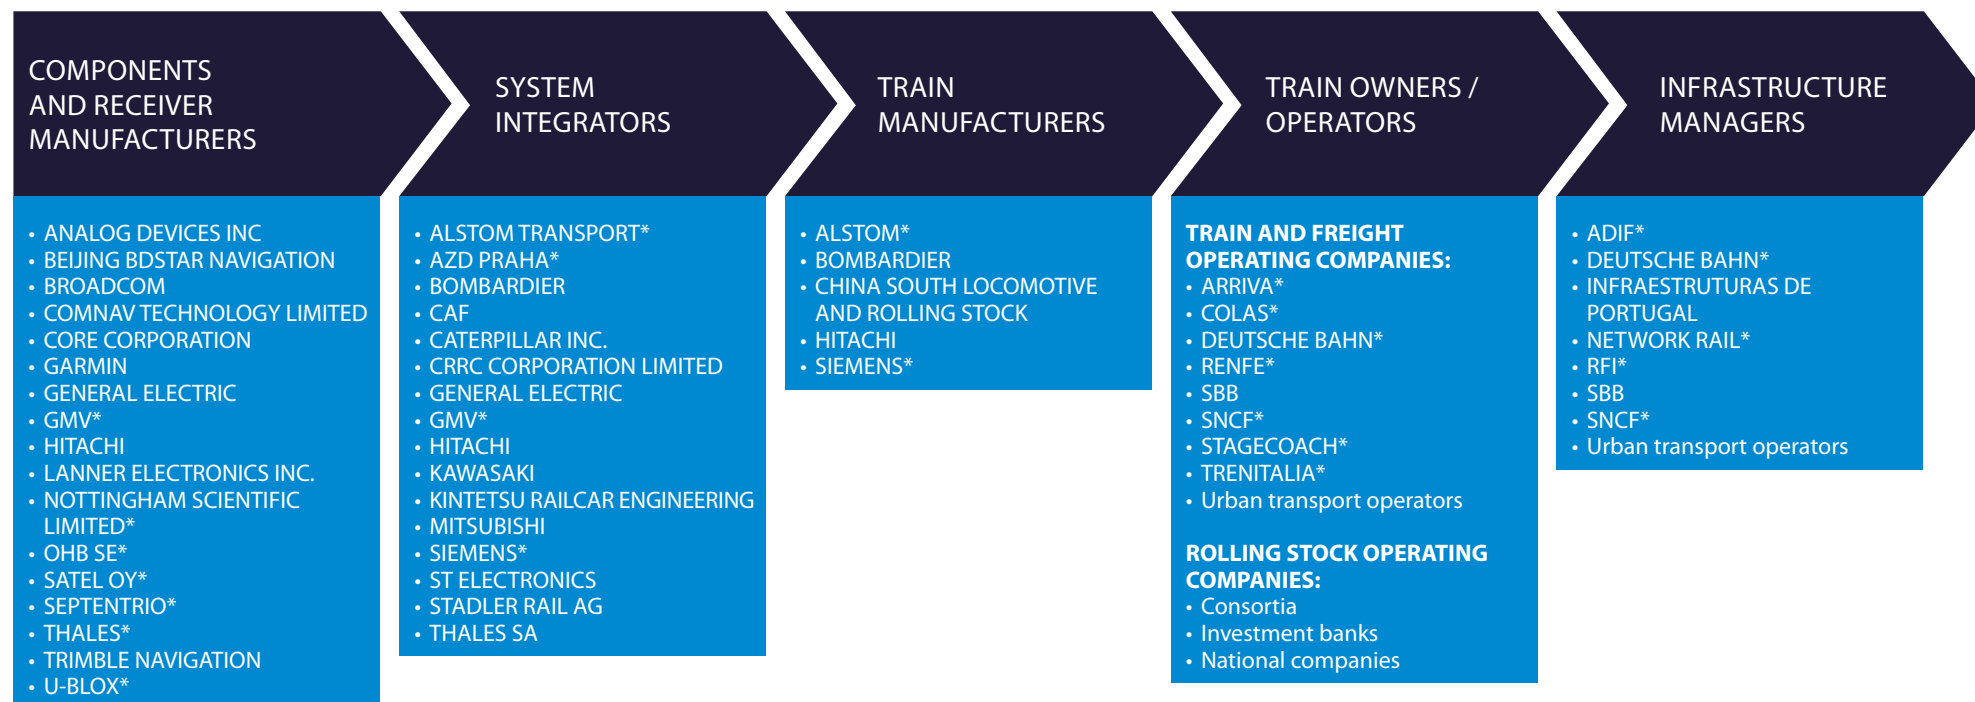 COMPONENTS
AND RECEIVER
MANUFACTURERS
• ANALOG DEVICES INC
• BEIJING BDSTAR NAVIGATION
• BROADCOM
• COMNAV TECHNOLOGY LIMITED
• CORE CORPORATION
• GARMIN
• GENERAL ELECTRIC
• GMV*
• HITACHI
• LANNER ELECTRONICS INC.
• NOTTINGHAM SCIENTIFIC
LIMITED*
• OHB SE*
• SATEL OY*
• SEPTENTRIO*
• THALES*
• TRIMBLE NAVIGATION
• U-BLOX*
SYSTEM
INTEGRATORS
• ALSTOM TRANSPORT*
• AZD PRAHA*
• BOMBARDIER
• CAF
• CATERPILLAR INC.
• CRRC CORPORATION LIMITED
• GENERAL ELECTRIC
• GMV*
• HITACHI
• KAWASAKI
• KINTETSU RAILCAR ENGINEERING
• MITSUBISHI
• SIEMENS*
• ST ELECTRONICS
• STADLER RAIL AG
• THALES SA
TRAIN
MANUFACTURERS
• ALSTOM*
• BOMBARDIER
• CHINA SOUTH LOCOMOTIVE
AND ROLLING STOCK
• HITACHI
• SIEMENS*
TRAIN OWNERS /
OPERATORS
TRAIN AND FREIGHT
OPERATING COMPANIES:
• ARRIVA*
• COLAS*
• DEUTSCHE BAHN*
• RENFE*
• SBB
• SNCF*
• STAGECOACH*
• TRENITALIA*
• Urban transport operators
ROLLING STOCK OPERATING
COMPANIES:
• Consortia
• Investment banks
• National companies
INFRASTRUCTURE
MANAGERS
• ADIF*
• DEUTSCHE BAHN*
• INFRAESTRUTURAS DE
PORTUGAL
• NETWORK RAIL*
• RFI*
• SBB
• SNCF*
• Urban transport operators